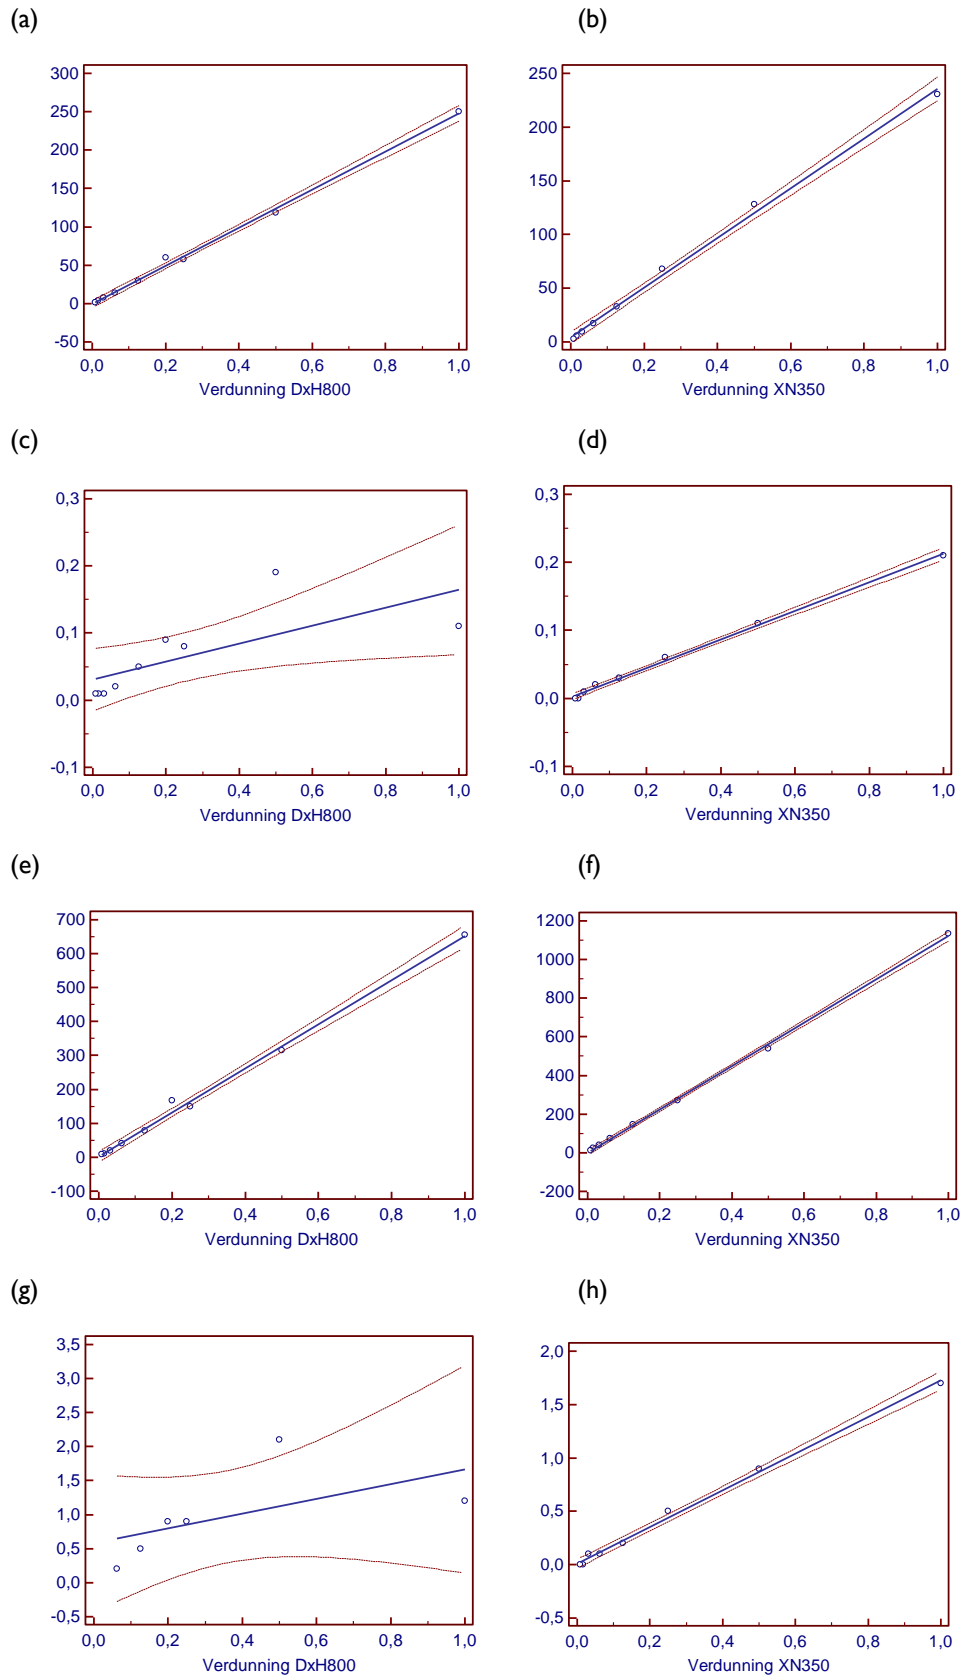 (a)
(b)
300
250
200
150
100
50
0
-50
0,0 0,2 0,4 0,6 0,8 1,0
Verdunning DxH800
250
200
150
100
50
0
0,0 0,2 0,4 0,6 0,8 1,0
Verdunning XN350
(c)
(d)
0,3
0,2
0,1
0,0
-0,1
0,0 0,2 0,4 0,6 0,8 1,0
Verdunning DxH800
0,3
0,2
0,1
0,0
-0,1
0,0 0,2 0,4 0,6 0,8 1,0
Verdunning XN350
(e)
(f)
700
600
500
400
300
200
100
0
-100
0,0 0,2 0,4 0,6 0,8 1,0
Verdunning DxH800
1200
1000
800
600
400
200
0
-200
0,0 0,2 0,4 0,6 0,8 1,0
Verdunning XN350
(g)
(h)
3,5
3,0
2,5
2,0
1,5
1,0
0,5
0,0
-0,5
0,0 0,2 0,4 0,6 0,8 1,0
Verdunning DxH800
2,0
1,5
1,0
0,5
0,0
-0,5
0,0 0,2 0,4 0,6 0,8 1,0
Verdunning XN350